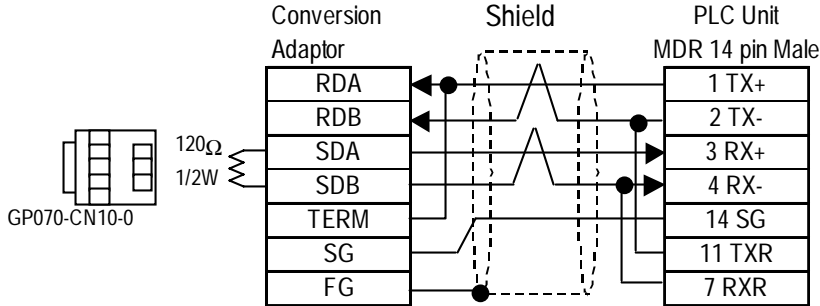 Conversion
Adaptor
Shield
PLC Unit
MDR 14 pin Male
RDA
1 TX+
RDB
2 TX-
120Ω
SDA
3 RX+
1/2W
SDB
4 RX-
GP070-CN10-0
TERM
14 SG
SG
11 TXR
FG
7 RXR